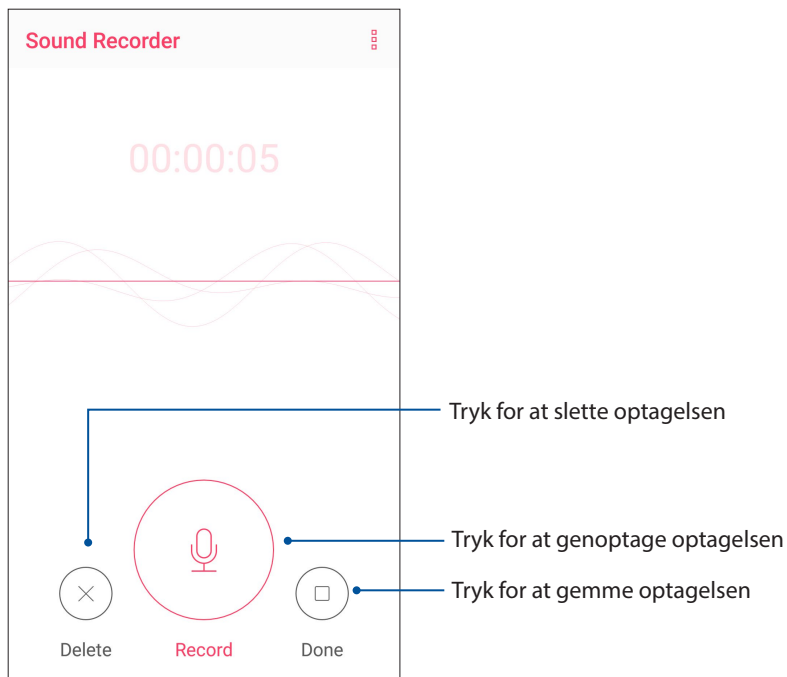 Sound Recorder
00:00:05
Tryk for at slette optagelsen
Tryk for at genoptage optagelsen
Tryk for at gemme optagelsen
Delete
Record
Done